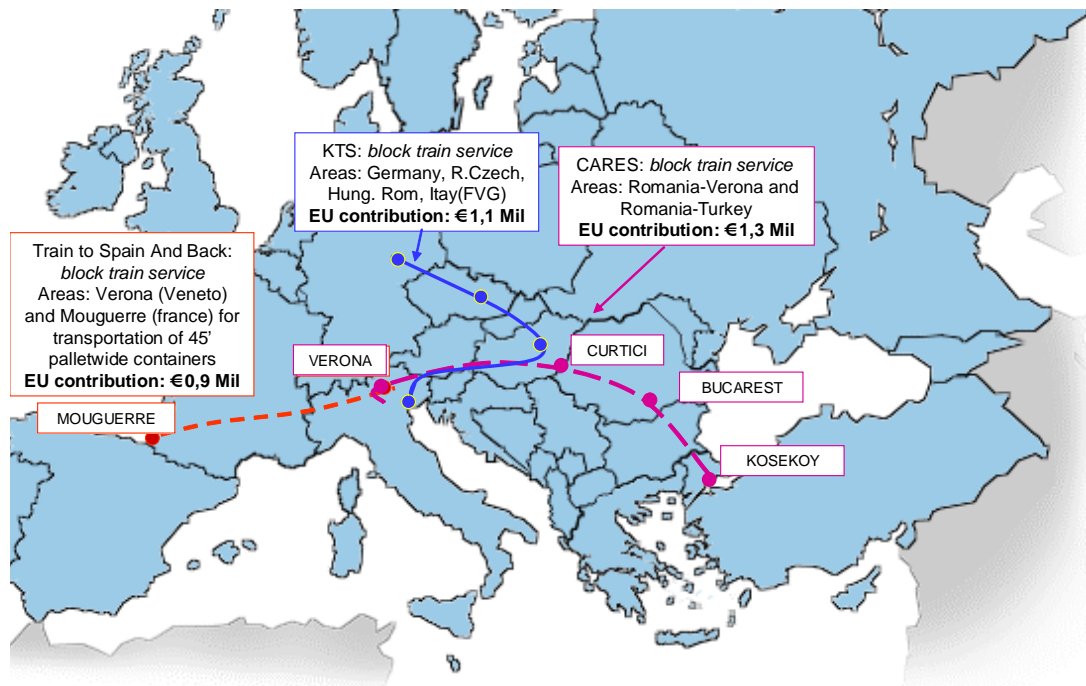 KTS: block train service
Areas: Germany, R.Czech,
Hung. Rom, Itay(FVG)
EU contribution: €1,1 Mil
CARES: block train service
Areas: Romania-Verona and
Romania-Turkey
EU contribution: €1,3 Mil
Train to Spain And Back:
block train service
Areas: Verona (Veneto)
and Mouguerre (france) for
transportation of 45'
palletwide containers
EU contribution: €0,9 Mil
VERONA
CURTICI
BUCAREST
MOUGUERRE
KOSEKOY